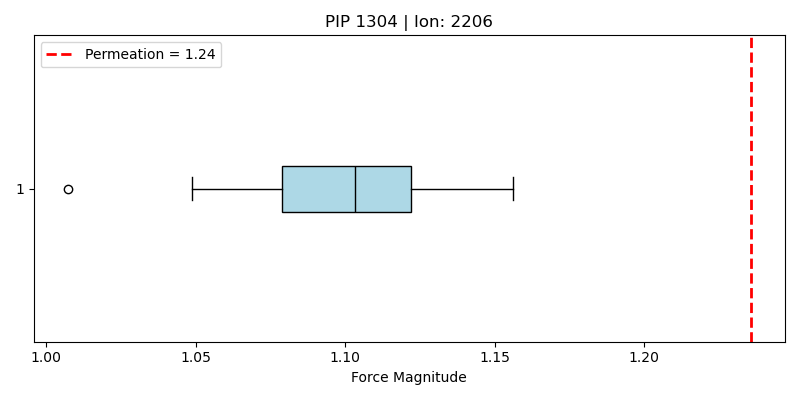 PIP 1304 | Ion: 2206
Permeation = 1.24
1
1.00 1.05 1.10 1.15 1.20
Force Magnitude